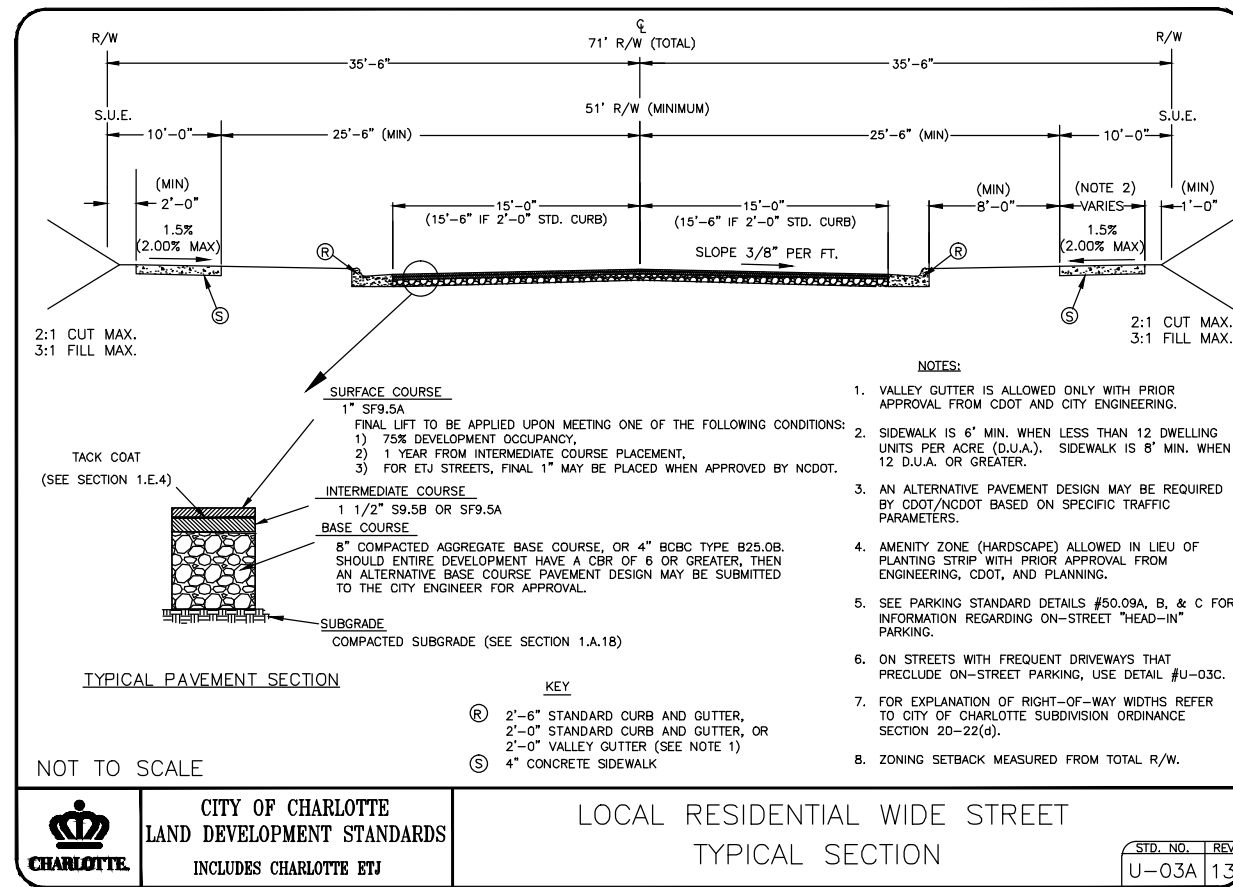 ℄
R/W
71' R/W (TOTAL)
R/W
35'-6"
35'-6"
51' R/W (MINIMUM)
S.U.E.
S.U.E.
10'-0"
25'-6" (MIN)
25'-6" (MIN)
10'-0"
(MIN)
2'-0"
15'-0"
(15'-6" IF 2'-0" STD. CURB)
15'-0"
(15'-6" IF 2'-0" STD. CURB)
(MIN)
8'-0"
(NOTE 2)
VARIES
(MIN)
1'-0"
1.5%
(2.00% MAX)
SLOPE 3/8" PER FT.
1.5%
(2.00% MAX)
R
R
S
S
2:1 CUT MAX.
3:1 FILL MAX.
2:1 CUT MAX.
3:1 FILL MAX.
SURFACE COURSE
1" SF9.5A
FINAL LIFT TO BE APPLIED UPON MEETING ONE OF THE FOLLOWING CONDITIONS:
1) 75% DEVELOPMENT OCCUPANCY,
2) 1 YEAR FROM INTERMEDIATE COURSE PLACEMENT,
3) FOR ETJ STREETS, FINAL 1" MAY BE PLACED WHEN APPROVED BY NCDOT.
TACK COAT
(SEE SECTION 1.E.4)
INTERMEDIATE COURSE
1 1/2" S9.5B OR SF9.5A
BASE COURSE
8" COMPACTED AGGREGATE BASE COURSE, OR 4" BCBC TYPE B25.0B.
SHOULD ENTIRE DEVELOPMENT HAVE A CBR OF 6 OR GREATER, THEN
AN ALTERNATIVE BASE COURSE PAVEMENT DESIGN MAY BE SUBMITTED
TO THE CITY ENGINEER FOR APPROVAL.
SUBGRADE
COMPACTED SUBGRADE (SEE SECTION 1.A.18)
TYPICAL PAVEMENT SECTION
KEY
R 2'-6" STANDARD CURB AND GUTTER,
2'-0" STANDARD CURB AND GUTTER, OR
2'-0" VALLEY GUTTER (SEE NOTE 1)
S 4" CONCRETE SIDEWALK
NOTES:
1. VALLEY GUTTER IS ALLOWED ONLY WITH PRIOR
APPROVAL FROM CDOT AND CITY ENGINEERING.
2. SIDEWALK IS 6' MIN. WHEN LESS THAN 12 DWELLING
UNITS PER ACRE (D.U.A.). SIDEWALK IS 8' MIN. WHEN
12 D.U.A. OR GREATER.
3. AN ALTERNATIVE PAVEMENT DESIGN MAY BE REQUIRED
BY CDOT/NCDOT BASED ON SPECIFIC TRAFFIC
PARAMETERS.
4. AMENITY ZONE (HARDSCAPE) ALLOWED IN LIEU OF
PLANTING STRIP WITH PRIOR APPROVAL FROM
ENGINEERING, CDOT, AND PLANNING.
5. SEE PARKING STANDARD DETAILS #50.09A, B, & C FOR
INFORMATION REGARDING ON-STREET "HEAD-IN"
PARKING.
6. ON STREETS WITH FREQUENT DRIVEWAYS THAT
PRECLUDE ON-STREET PARKING, USE DETAIL #U-03C.
7. FOR EXPLANATION OF RIGHT-OF-WAY WIDTHS REFER
TO CITY OF CHARLOTTE SUBDIVISION ORDINANCE
SECTION 20-22(d).
8. ZONING SETBACK MEASURED FROM TOTAL R/W.
NOT TO SCALE
CHARLOTTE.
CITY OF CHARLOTTE
LAND DEVELOPMENT STANDARDS
INCLUDES CHARLOTTE ETJ
LOCAL RESIDENTIAL WIDE STREET
TYPICAL SECTION
STD. NO. REV
U-03A 13